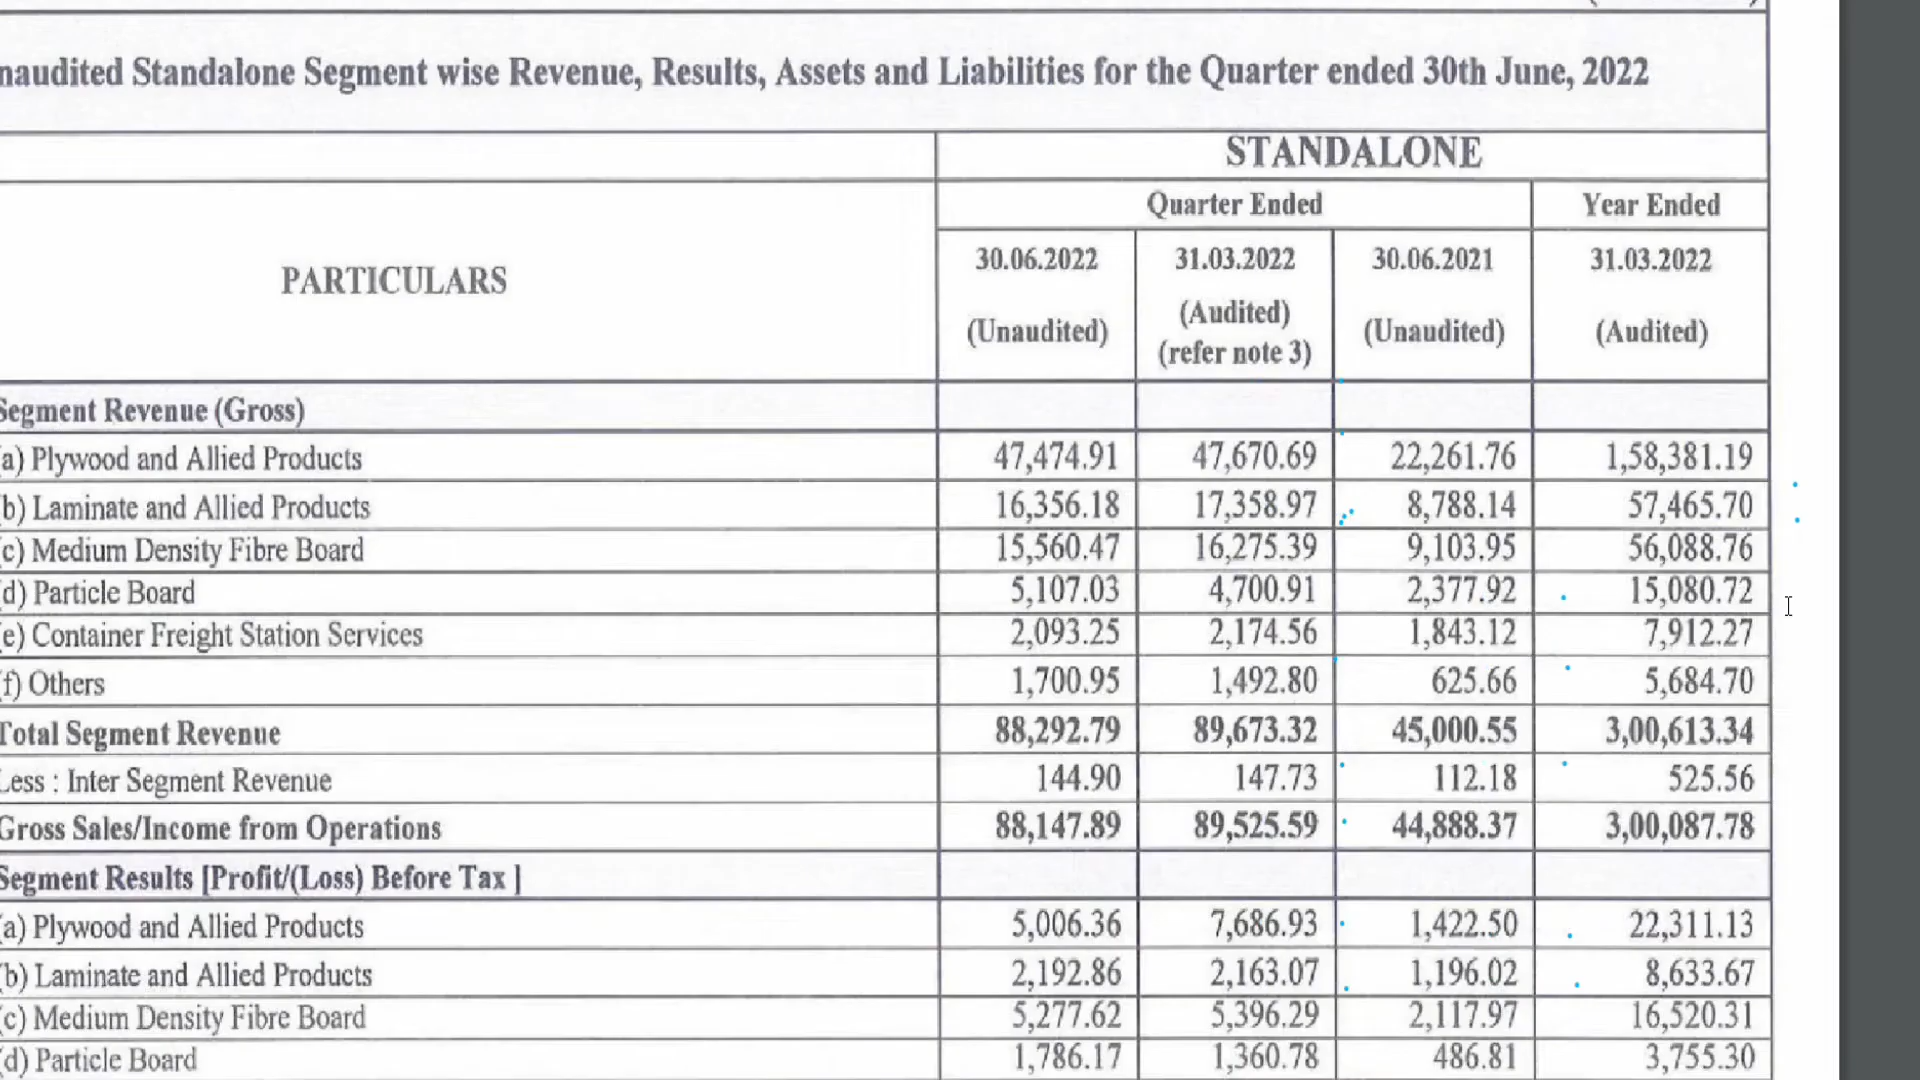 naudited Standalone Segment wise Revenue, Results, Assets and Liabilities for the Quarter ended 30th June, 2022
STANDALONE
PARTICULARS
Quarter Ended Year Ended
30.06.2022 31.03.2022 30.06.2021 31.03.2022
(Unaudited) (Audited) (refer note 3) (Unaudited) (Audited)
Segment Revenue (Gross)
a) Plywood and Allied Products 47,474.91 47,670.69 22,261.76 1,58,381.19
b) Laminate and Allied Products 16,356.18 17,358.97 8,788.14 57,465.70
c) Medium Density Fibre Board 15,560.47 16,275.39 9,103.95 56,088.76
d) Particle Board 5,107.03 4,700.91 2,377.92 15,080.72
e) Container Freight Station Services 2,093.25 2,174.56 1,843.12 7,912.27
f) Others 1,700.95 1,492.80 625.66 5,684.70
Total Segment Revenue 88,292.79 89,673.32 45,000.55 3,00,613.34
Less : Inter Segment Revenue 144.90 147.73 112.18 525.56
Gross Sales/Income from Operations 88,147.89 89,525.59 44,888.37 3,00,087.78
Segment Results [Profit/(Loss) Before Tax ]
(a) Plywood and Allied Products 5,006.36 7,686.93 1,422.50 22,311.13
(b) Laminate and Allied Products 2,192.86 2,163.07 1,196.02 8,633.67
(c) Medium Density Fibre Board 5,277.62 5,396.29 2,117.97 16,520.31
(d) Particle Board 1,786.17 1,360.78 486.81 3,755.30